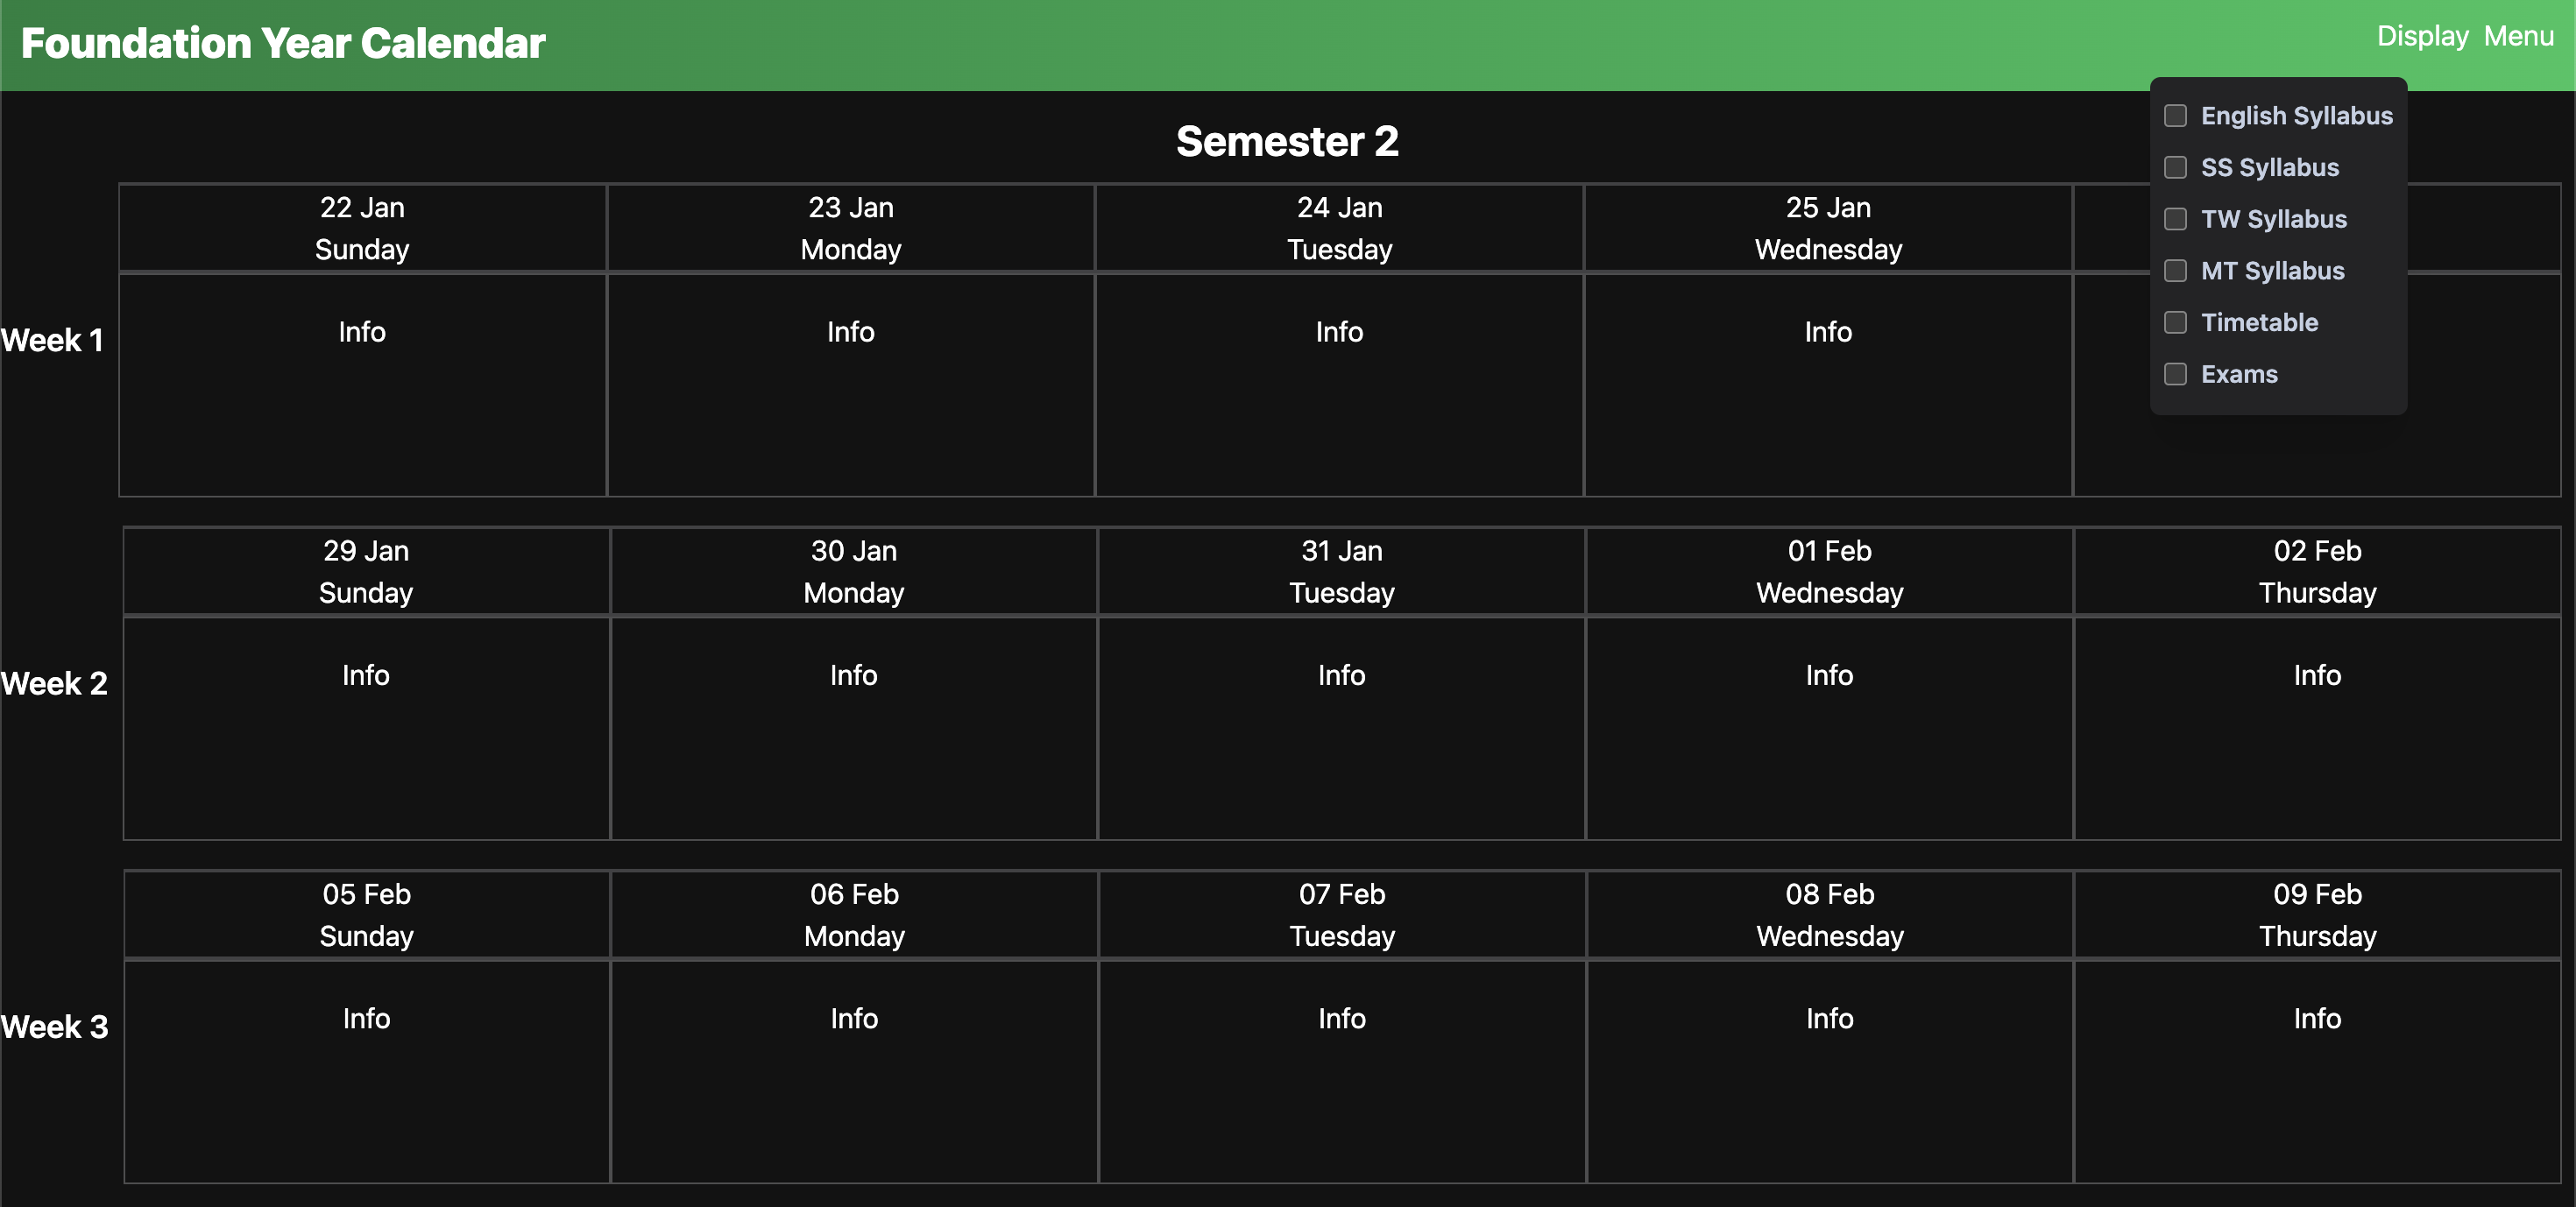 Foundation Year Calendar
Display Menu
English Syllabus
SS Syllabus
TW Syllabus
MT Syllabus
Timetable
Exams
Semester 2
22 Jan 23 Jan 24 Jan 25 Jan
Sunday Monday Tuesday Wednesday
Week 1
Info Info Info Info
29 Jan 30 Jan 31 Jan 01 Feb 02 Feb
Sunday Monday Tuesday Wednesday Thursday
Week 2
Info Info Info Info Info
05 Feb 06 Feb 07 Feb 08 Feb 09 Feb
Sunday Monday Tuesday Wednesday Thursday
Week 3
Info Info Info Info Info